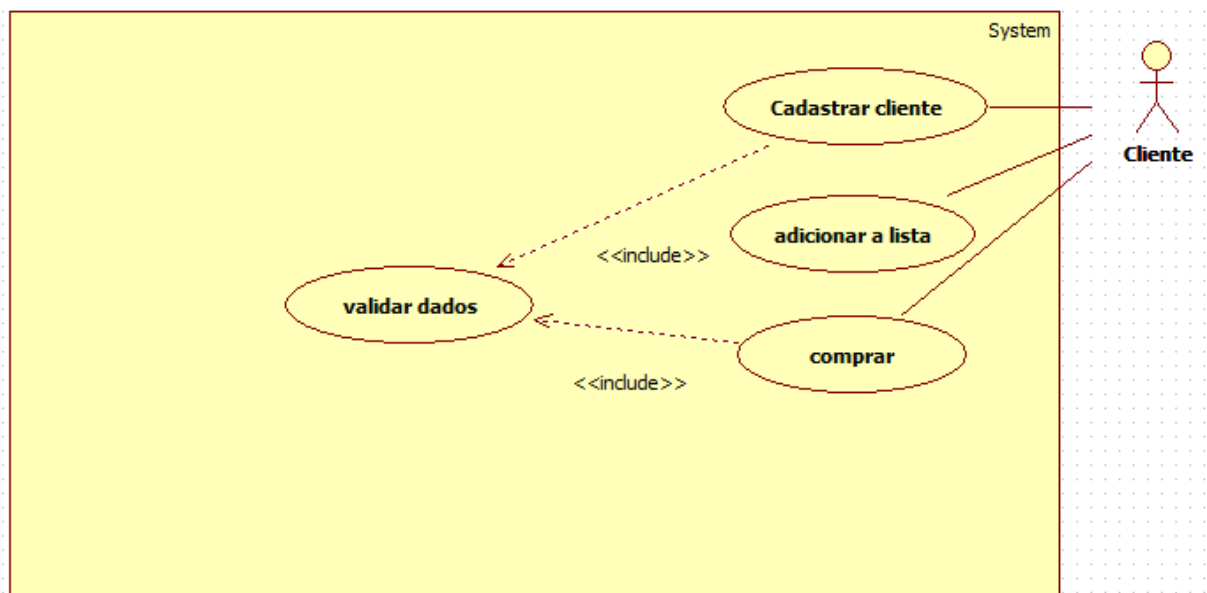 System
Cadastrar cliente
Cliente
adicionar a lista
<<include>>
validar dados
comprar
<<include>>